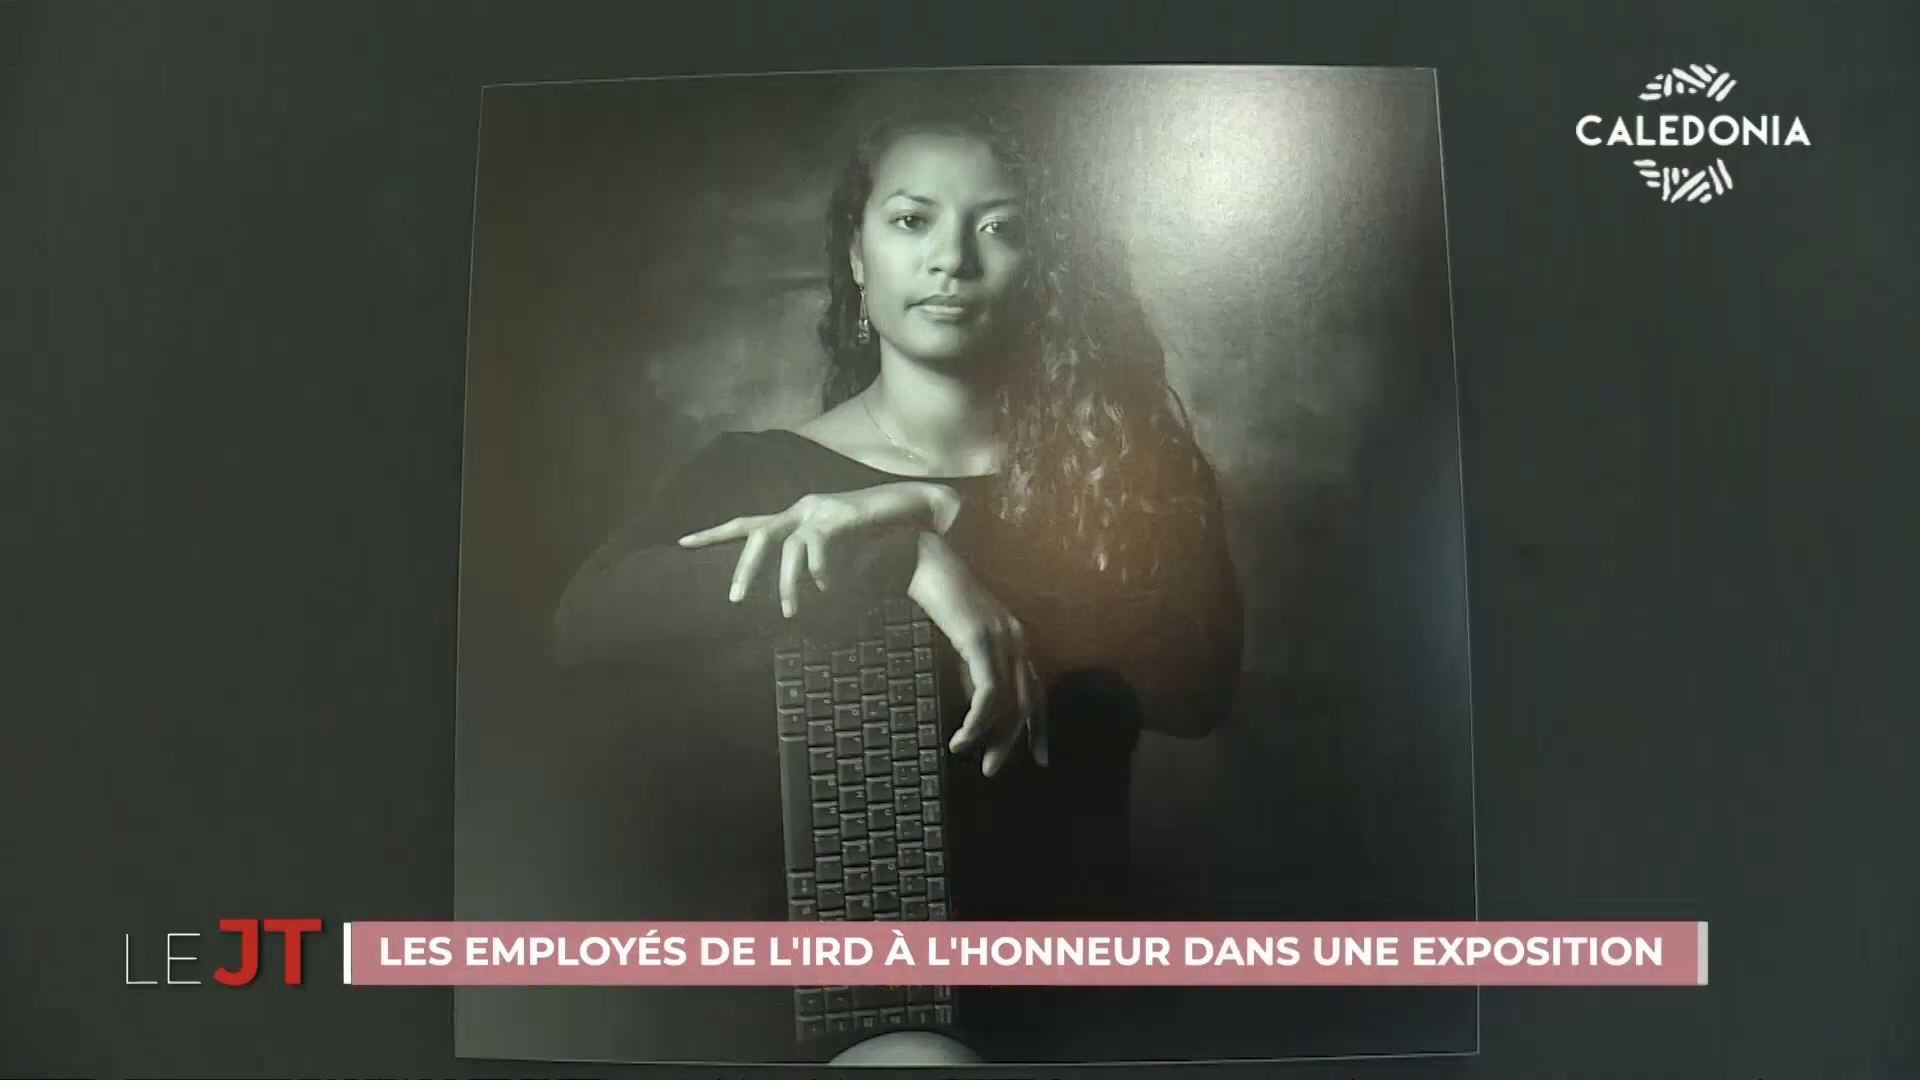 CALEDONIA
LE JT
LES EMPLOYÉS DE L'IRD À L'HONNEUR DANS UNE EXPOSITION